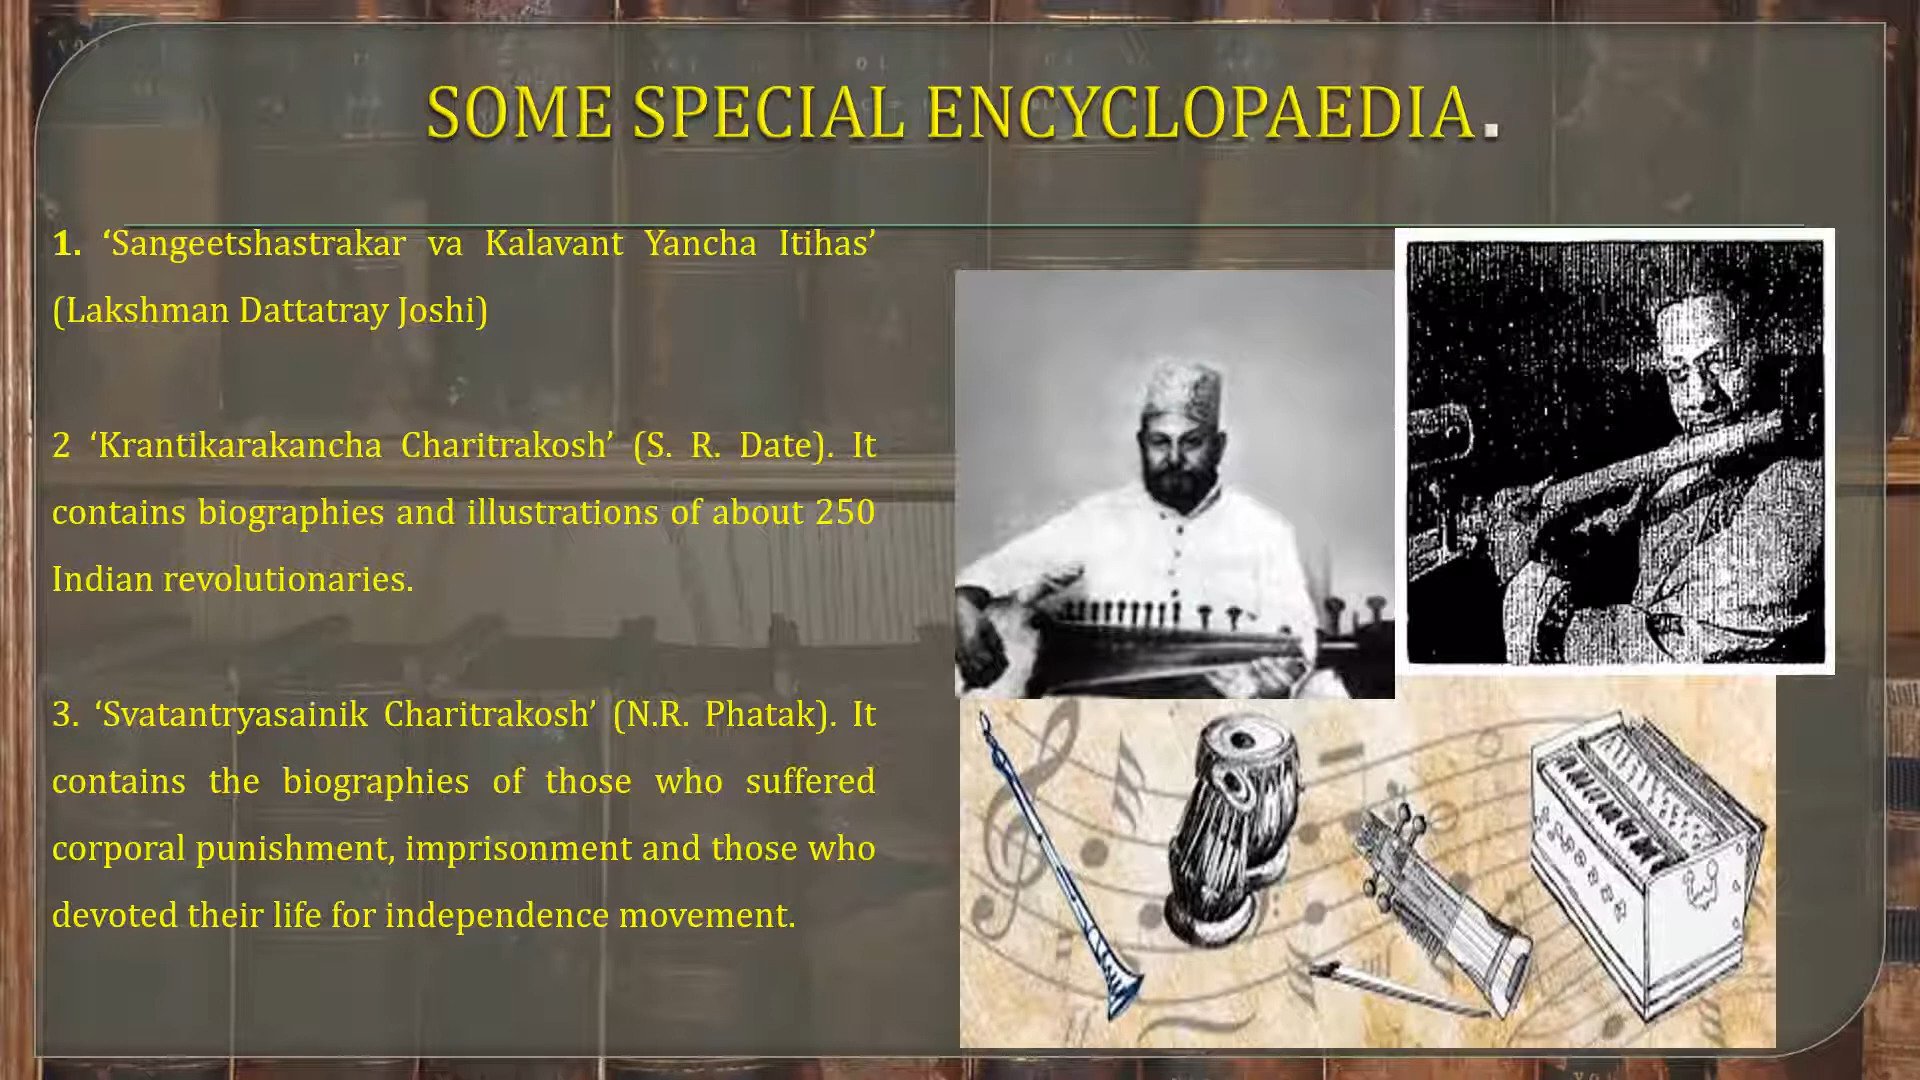 SOME SPECIAL ENCYCLOPAEDIA.
1. ‘Sangeetshastrakar va Kalavant Yancha Itihas’
(Lakshman Dattatray Joshi)
2 ‘Krantikarakancha Charitrakosh’ (S. R. Date). It
contains biographies and illustrations of about 250
Indian revolutionaries.
3. ‘Svatantryasainik Charitrakosh’ (N.R. Phatak). It
contains the biographies of those who suffered
corporal punishment, imprisonment and those who
devoted their life for independence movement.